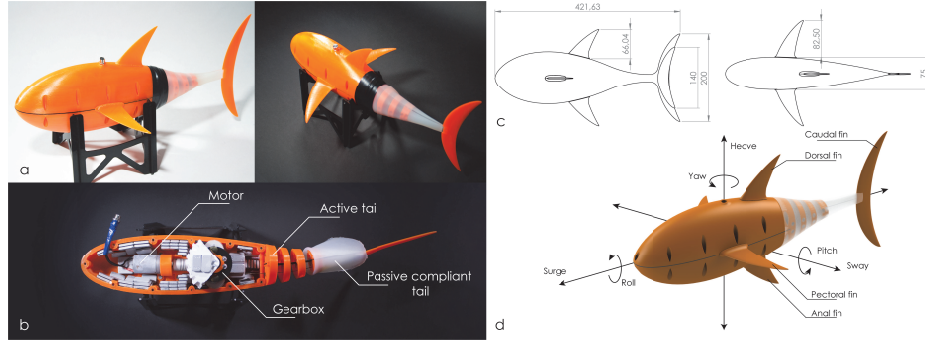 a
Motor
Active tai
Passive compliant
tail
Gearbox
b
421,63
66,04
140
200
82,50
75
c
Caudal fin
Hecve
Dorsal fin
Yaw
Pitch
Surge
Sway
Roll
Pectoral fin
Anal fin
d